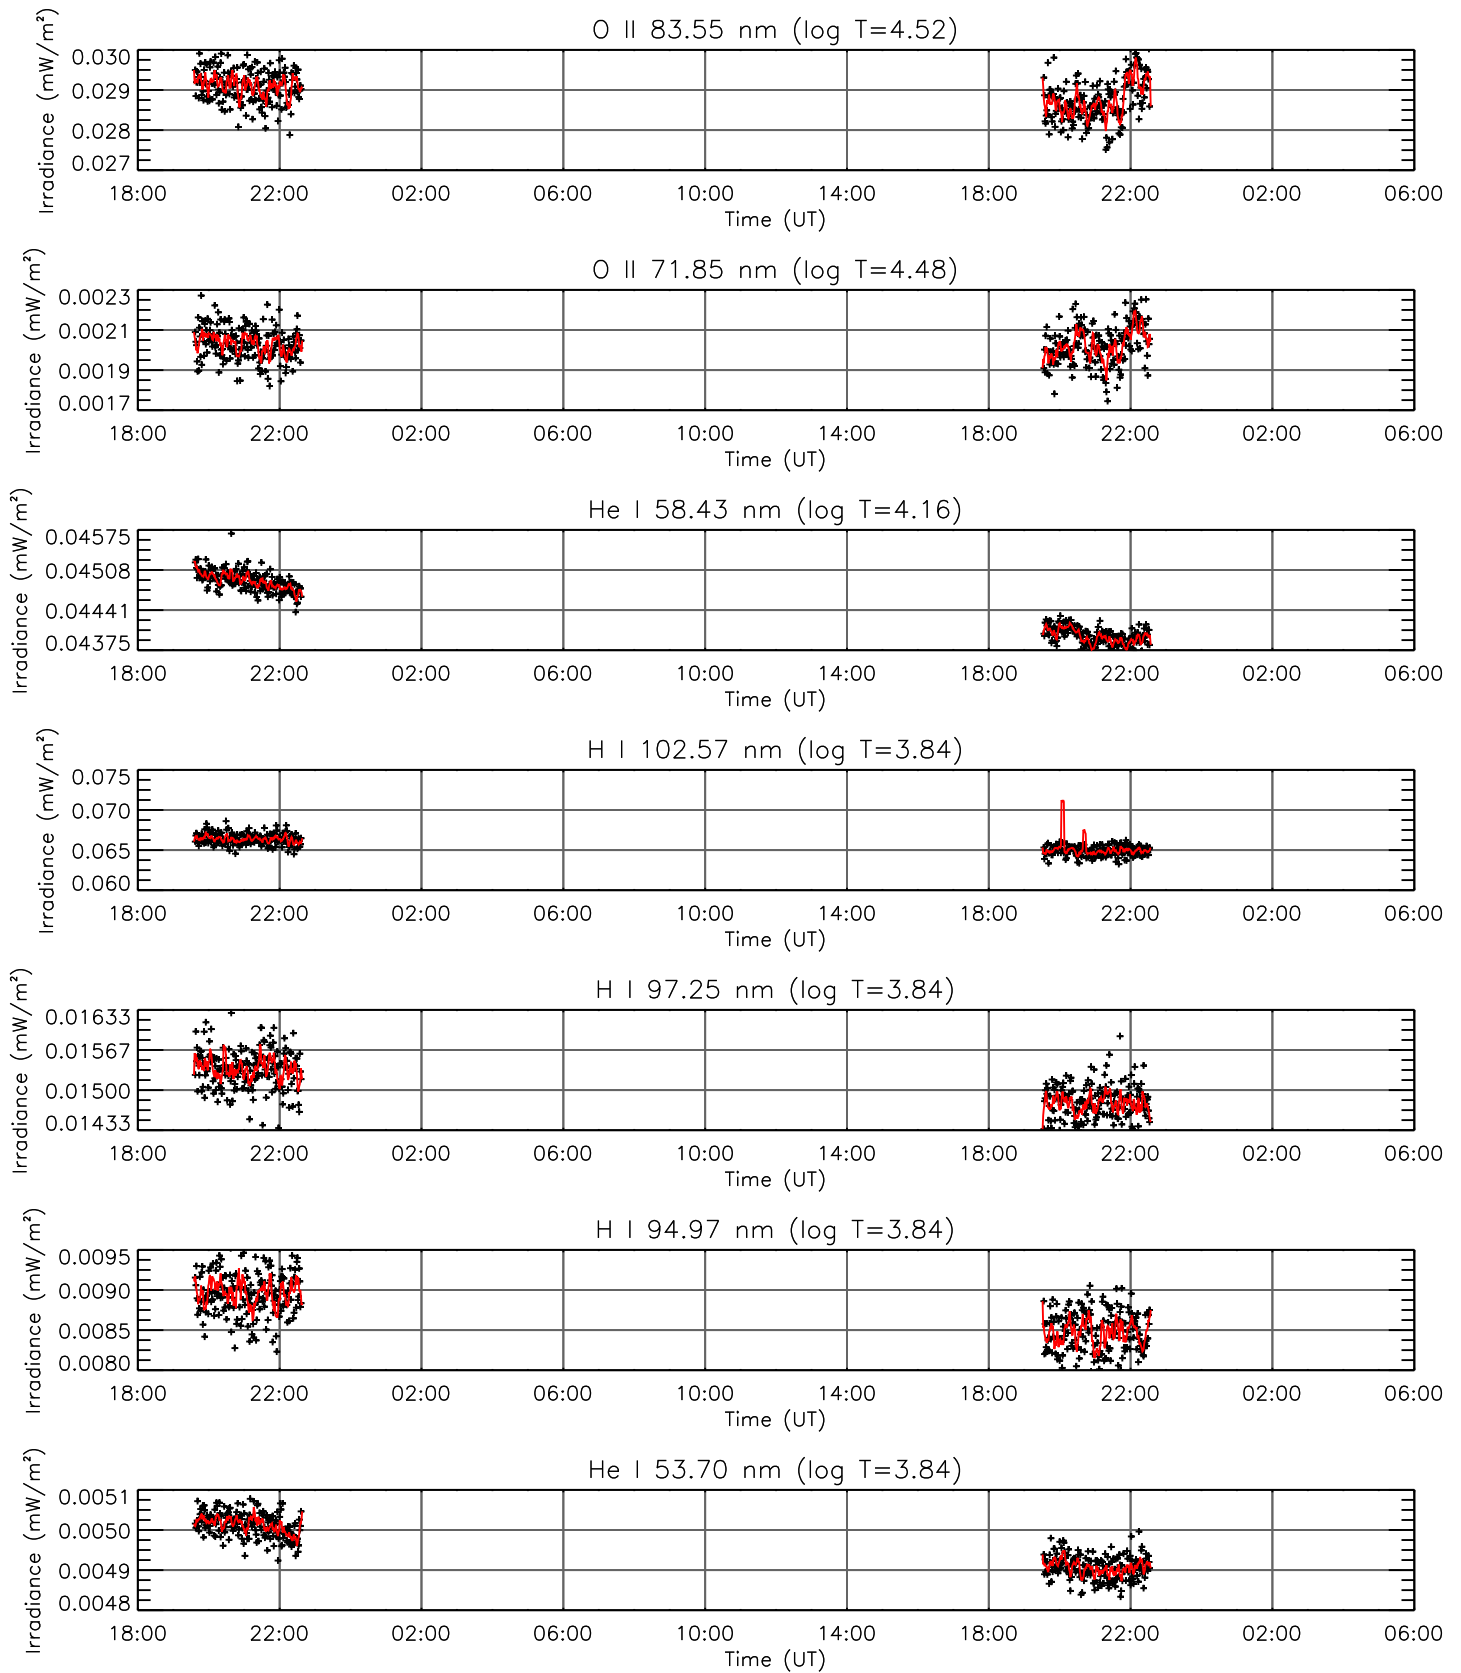 O II 83.55 nm (log T=4.52)
Irradiance (mW/m²)
0.030
0.029
0.028
0.027
18:00 22:00 02:00 06:00 10:00 14:00 18:00 22:00 02:00 06:00
Time (UT)
O II 71.85 nm (log T=4.48)
Irradiance (mW/m²)
0.0023
0.0021
0.0019
0.0017
18:00 22:00 02:00 06:00 10:00 14:00 18:00 22:00 02:00 06:00
Time (UT)
He I 58.43 nm (log T=4.16)
Irradiance (mW/m²)
0.04575
0.04508
0.04441
0.04375
18:00 22:00 02:00 06:00 10:00 14:00 18:00 22:00 02:00 06:00
Time (UT)
H I 102.57 nm (log T=3.84)
Irradiance (mW/m²)
0.075
0.070
0.065
0.060
18:00 22:00 02:00 06:00 10:00 14:00 18:00 22:00 02:00 06:00
Time (UT)
H I 97.25 nm (log T=3.84)
Irradiance (mW/m²)
0.01633
0.01567
0.01500
0.01433
18:00 22:00 02:00 06:00 10:00 14:00 18:00 22:00 02:00 06:00
Time (UT)
H I 94.97 nm (log T=3.84)
Irradiance (mW/m²)
0.0095
0.0090
0.0085
0.0080
18:00 22:00 02:00 06:00 10:00 14:00 18:00 22:00 02:00 06:00
Time (UT)
He I 53.70 nm (log T=3.84)
Irradiance (mW/m²)
0.0051
0.0050
0.0049
0.0048
18:00 22:00 02:00 06:00 10:00 14:00 18:00 22:00 02:00 06:00
Time (UT)